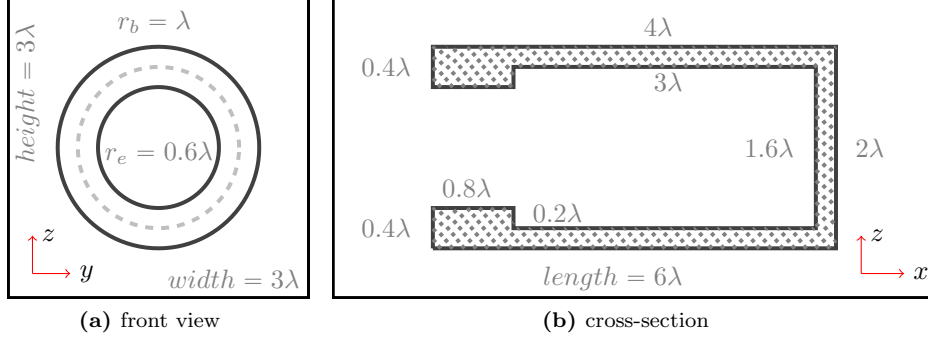 r_b = λ
height = 3λ
r_e = 0.6λ
z
y
width = 3λ
(a) front view
4λ
0.4λ
3λ
1.6λ
2λ
0.8λ
0.4λ
0.2λ
length = 6λ
z
x
(b) cross-section